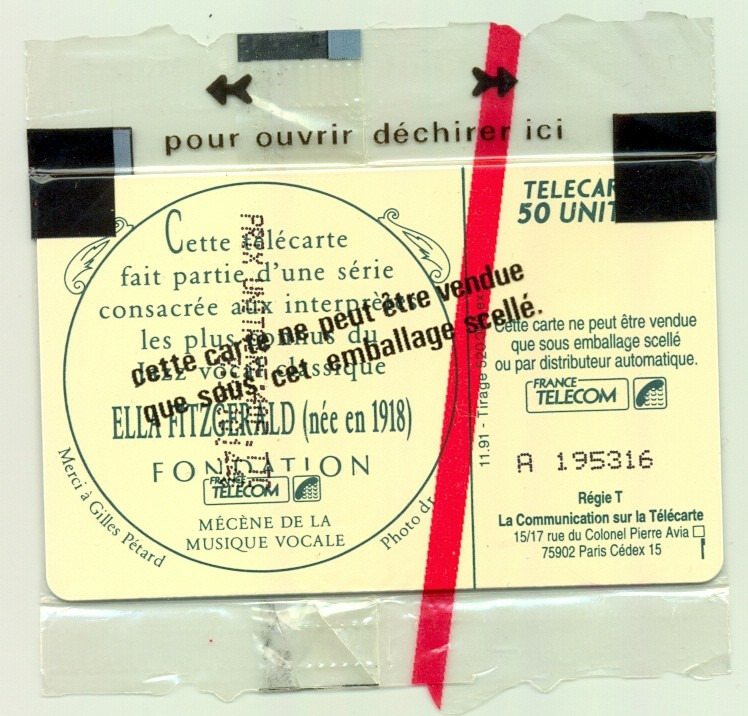 pour ouvrir déchirer ici
Cette télécarte
fait partie d'une série
consacrée aux interprètes
les plus connus du
Jazz vocal classique
ELLA FITZGERALD (née en 1918)
FONDATION
FRANCE
TELECOM
MÉCÈNE DE LA
MUSIQUE VOCALE
Merci à Gilles Pétard
Photo dr
cette carte ne peut être vendue
que sous cet emballage scellé.
11.91 - Tirage 520
TELECAR
50 UNIT
Cette carte ne peut être vendue
que sous emballage scellé
ou par distributeur automatique.
FRANCE
TELECOM
A 195316
Régie T
La Communication sur la Télécarte
15/17 rue du Colonel Pierre Avia
75902 Paris Cédex 15